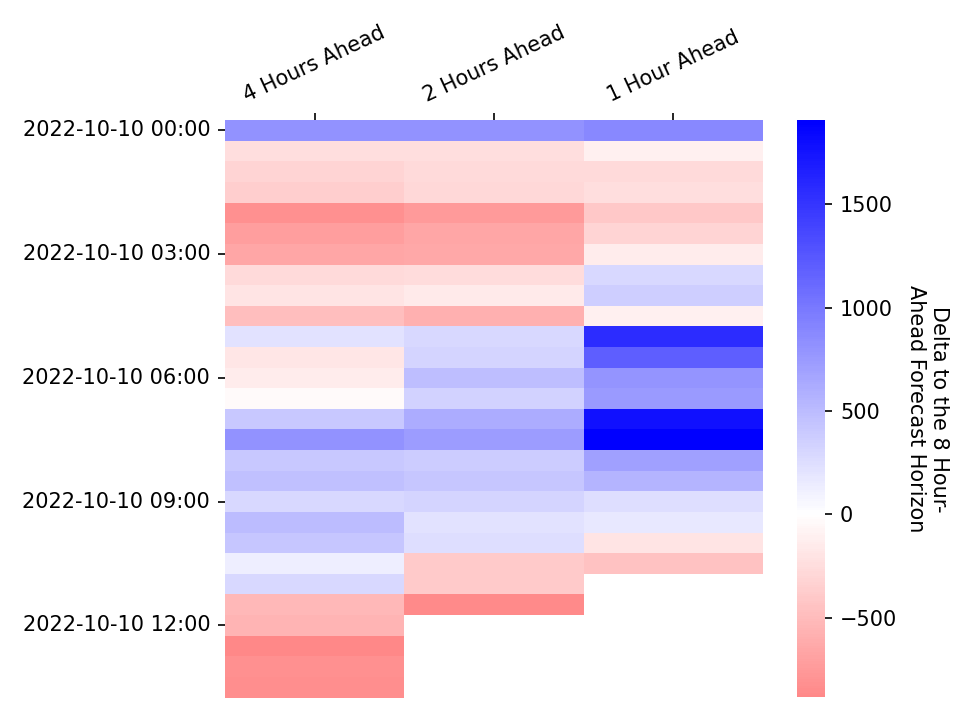 4 Hours Ahead
2 Hours Ahead
1 Hour Ahead
2022-10-10 00:00
2022-10-10 03:00
2022-10-10 06:00
2022-10-10 09:00
2022-10-10 12:00
1500
1000
500
0
−500
Delta to the 8 Hour-
Ahead Forecast Horizon